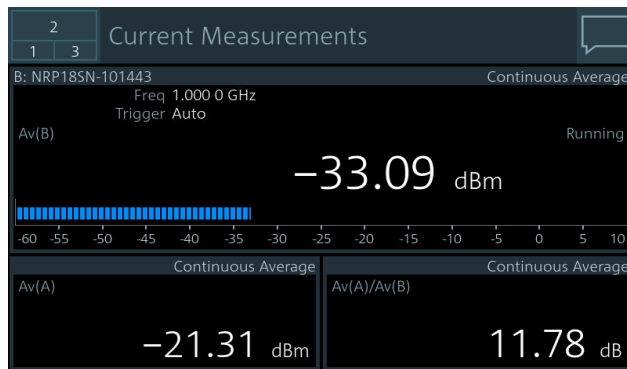 2
1 3
Current Measurements
B: NRP18SN-101443 Continuous Average
Freq 1.000 0 GHz
Trigger Auto
Av(B) Running
−33.09 dBm
-60 -55 -50 -45 -40 -35 -30 -25 -20 -15 -10 -5 0 5 10
Continuous Average
Av(A)
−21.31 dBm
Continuous Average
Av(A)/Av(B)
11.78 dB